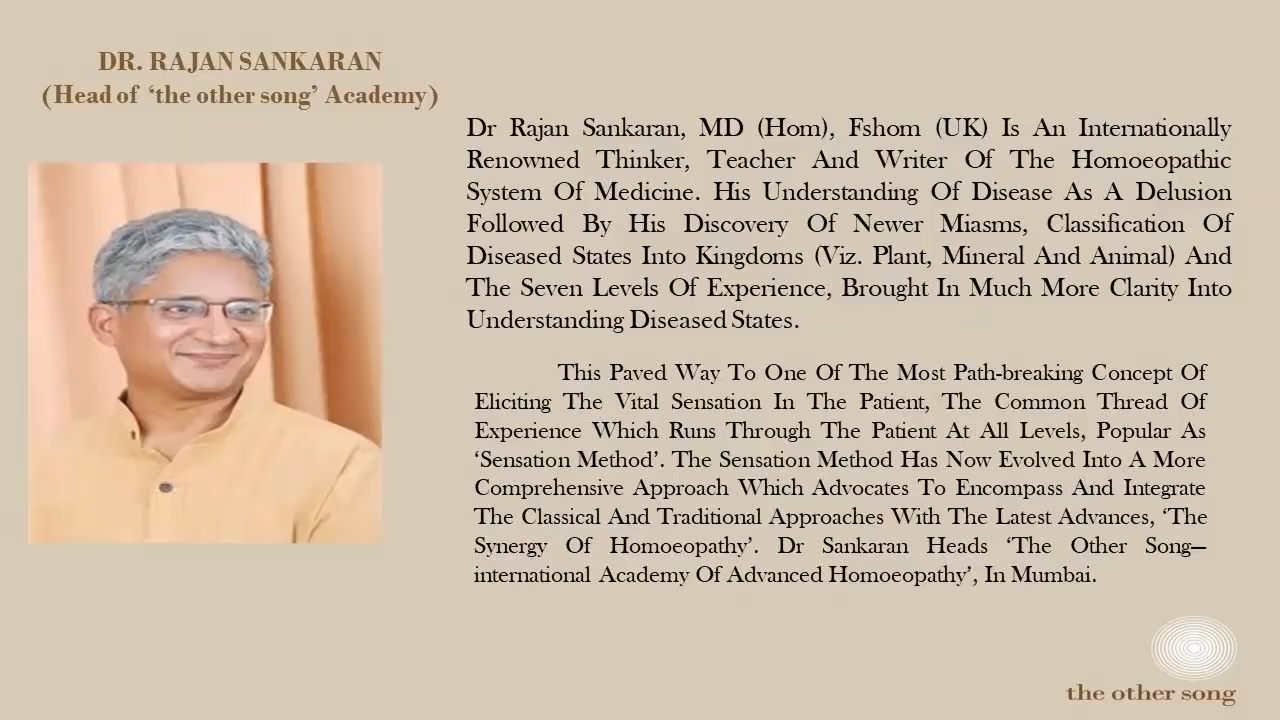 DR. RAJAN SANKARAN
(Head of ‘the other song’ Academy)
Dr Rajan Sankaran, MD (Hom), Fshom (UK) Is An Internationally
Renowned Thinker, Teacher And Writer Of The Homoeopathic
System Of Medicine. His Understanding Of Disease As A Delusion
Followed By His Discovery Of Newer Miasms, Classification Of
Diseased States Into Kingdoms (Viz. Plant, Mineral And Animal) And
The Seven Levels Of Experience, Brought In Much More Clarity Into
Understanding Diseased States.
This Paved Way To One Of The Most Path-breaking Concept Of
Eliciting The Vital Sensation In The Patient, The Common Thread Of
Experience Which Runs Through The Patient At All Levels, Popular As
‘Sensation Method’. The Sensation Method Has Now Evolved Into A More
Comprehensive Approach Which Advocates To Encompass And Integrate
The Classical And Traditional Approaches With The Latest Advances, ‘The
Synergy Of Homoeopathy’. Dr Sankaran Heads ‘The Other Song—
international Academy Of Advanced Homoeopathy’, In Mumbai.
the other song